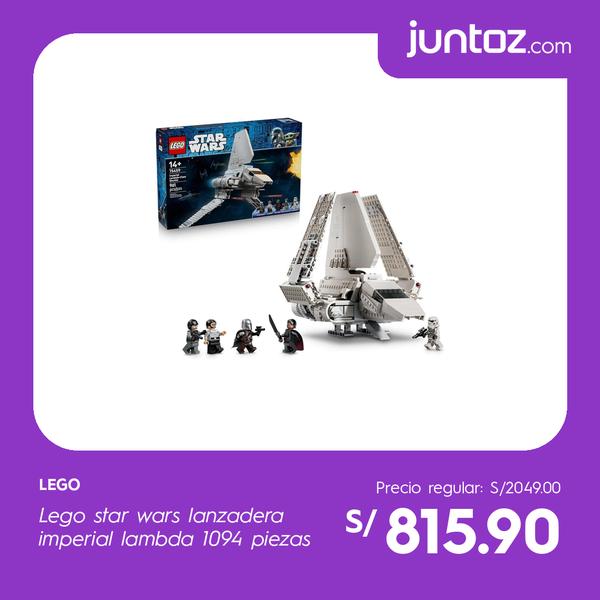 juntoz.com
LEGO
STAR
WARS
14+
LEGO
Precio regular: S/2049.00
Lego star wars lanzadera
imperial lambda 1094 piezas
S/ 815.90